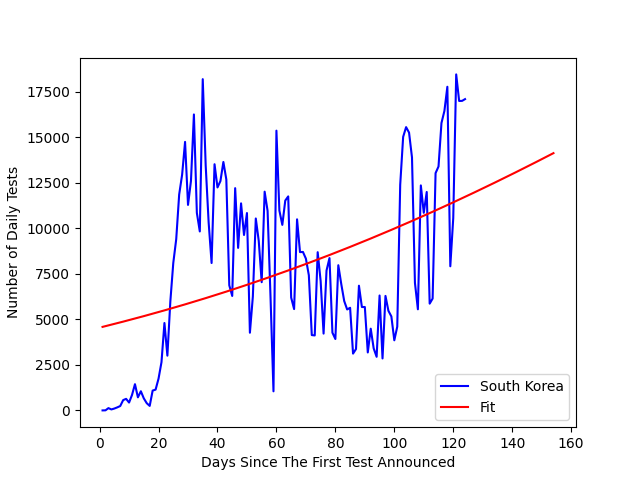 17500
15000
12500
10000
7500
5000
2500
0
Number of Daily Tests
South Korea
Fit
0 20 40 60 80 100 120 140 160
Days Since The First Test Announced